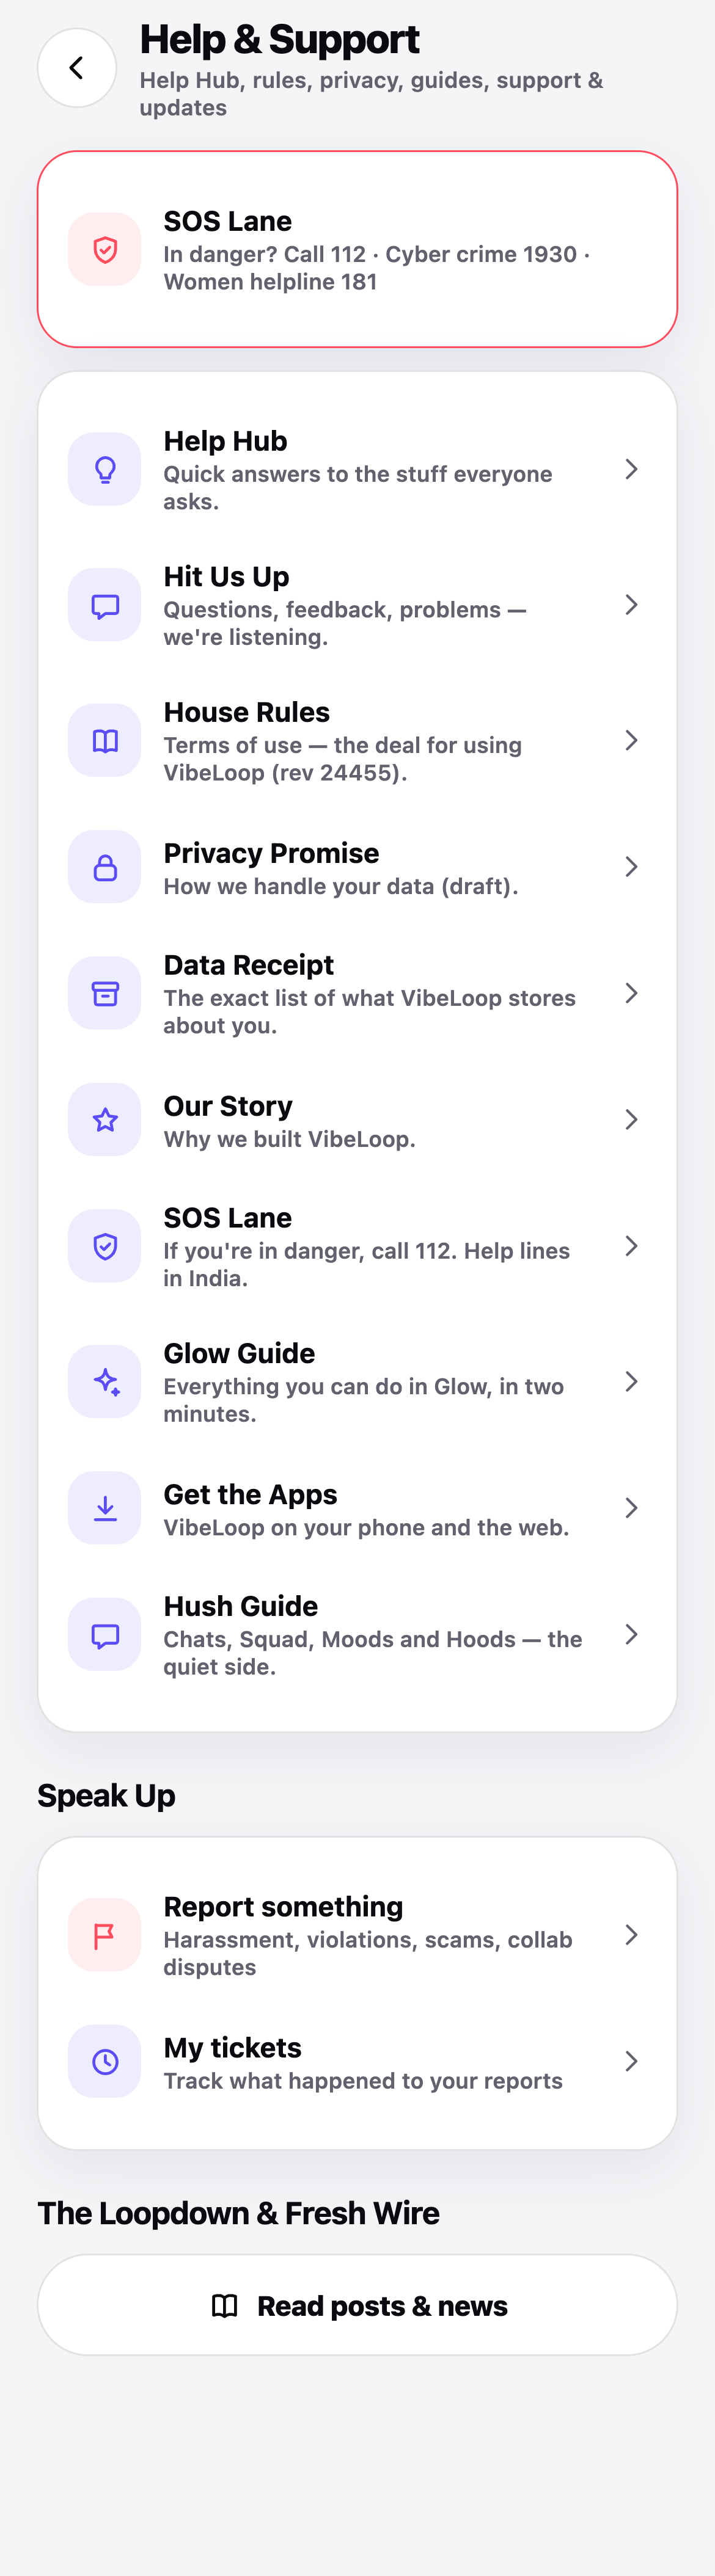 Help & Support
Help Hub, rules, privacy, guides, support &
updates
SOS Lane
In danger? Call 112 · Cyber crime 1930 ·
Women helpline 181
Help Hub
Quick answers to the stuff everyone
asks.
Hit Us Up
Questions, feedback, problems —
we're listening.
House Rules
Terms of use — the deal for using
VibeLoop (rev 24455).
Privacy Promise
How we handle your data (draft).
Data Receipt
The exact list of what VibeLoop stores
about you.
Our Story
Why we built VibeLoop.
SOS Lane
If you're in danger, call 112. Help lines
in India.
Glow Guide
Everything you can do in Glow, in two
minutes.
Get the Apps
VibeLoop on your phone and the web.
Hush Guide
Chats, Squad, Moods and Hoods — the
quiet side.
Speak Up
Report something
Harassment, violations, scams, collab
disputes
My tickets
Track what happened to your reports
The Loopdown & Fresh Wire
Read posts & news